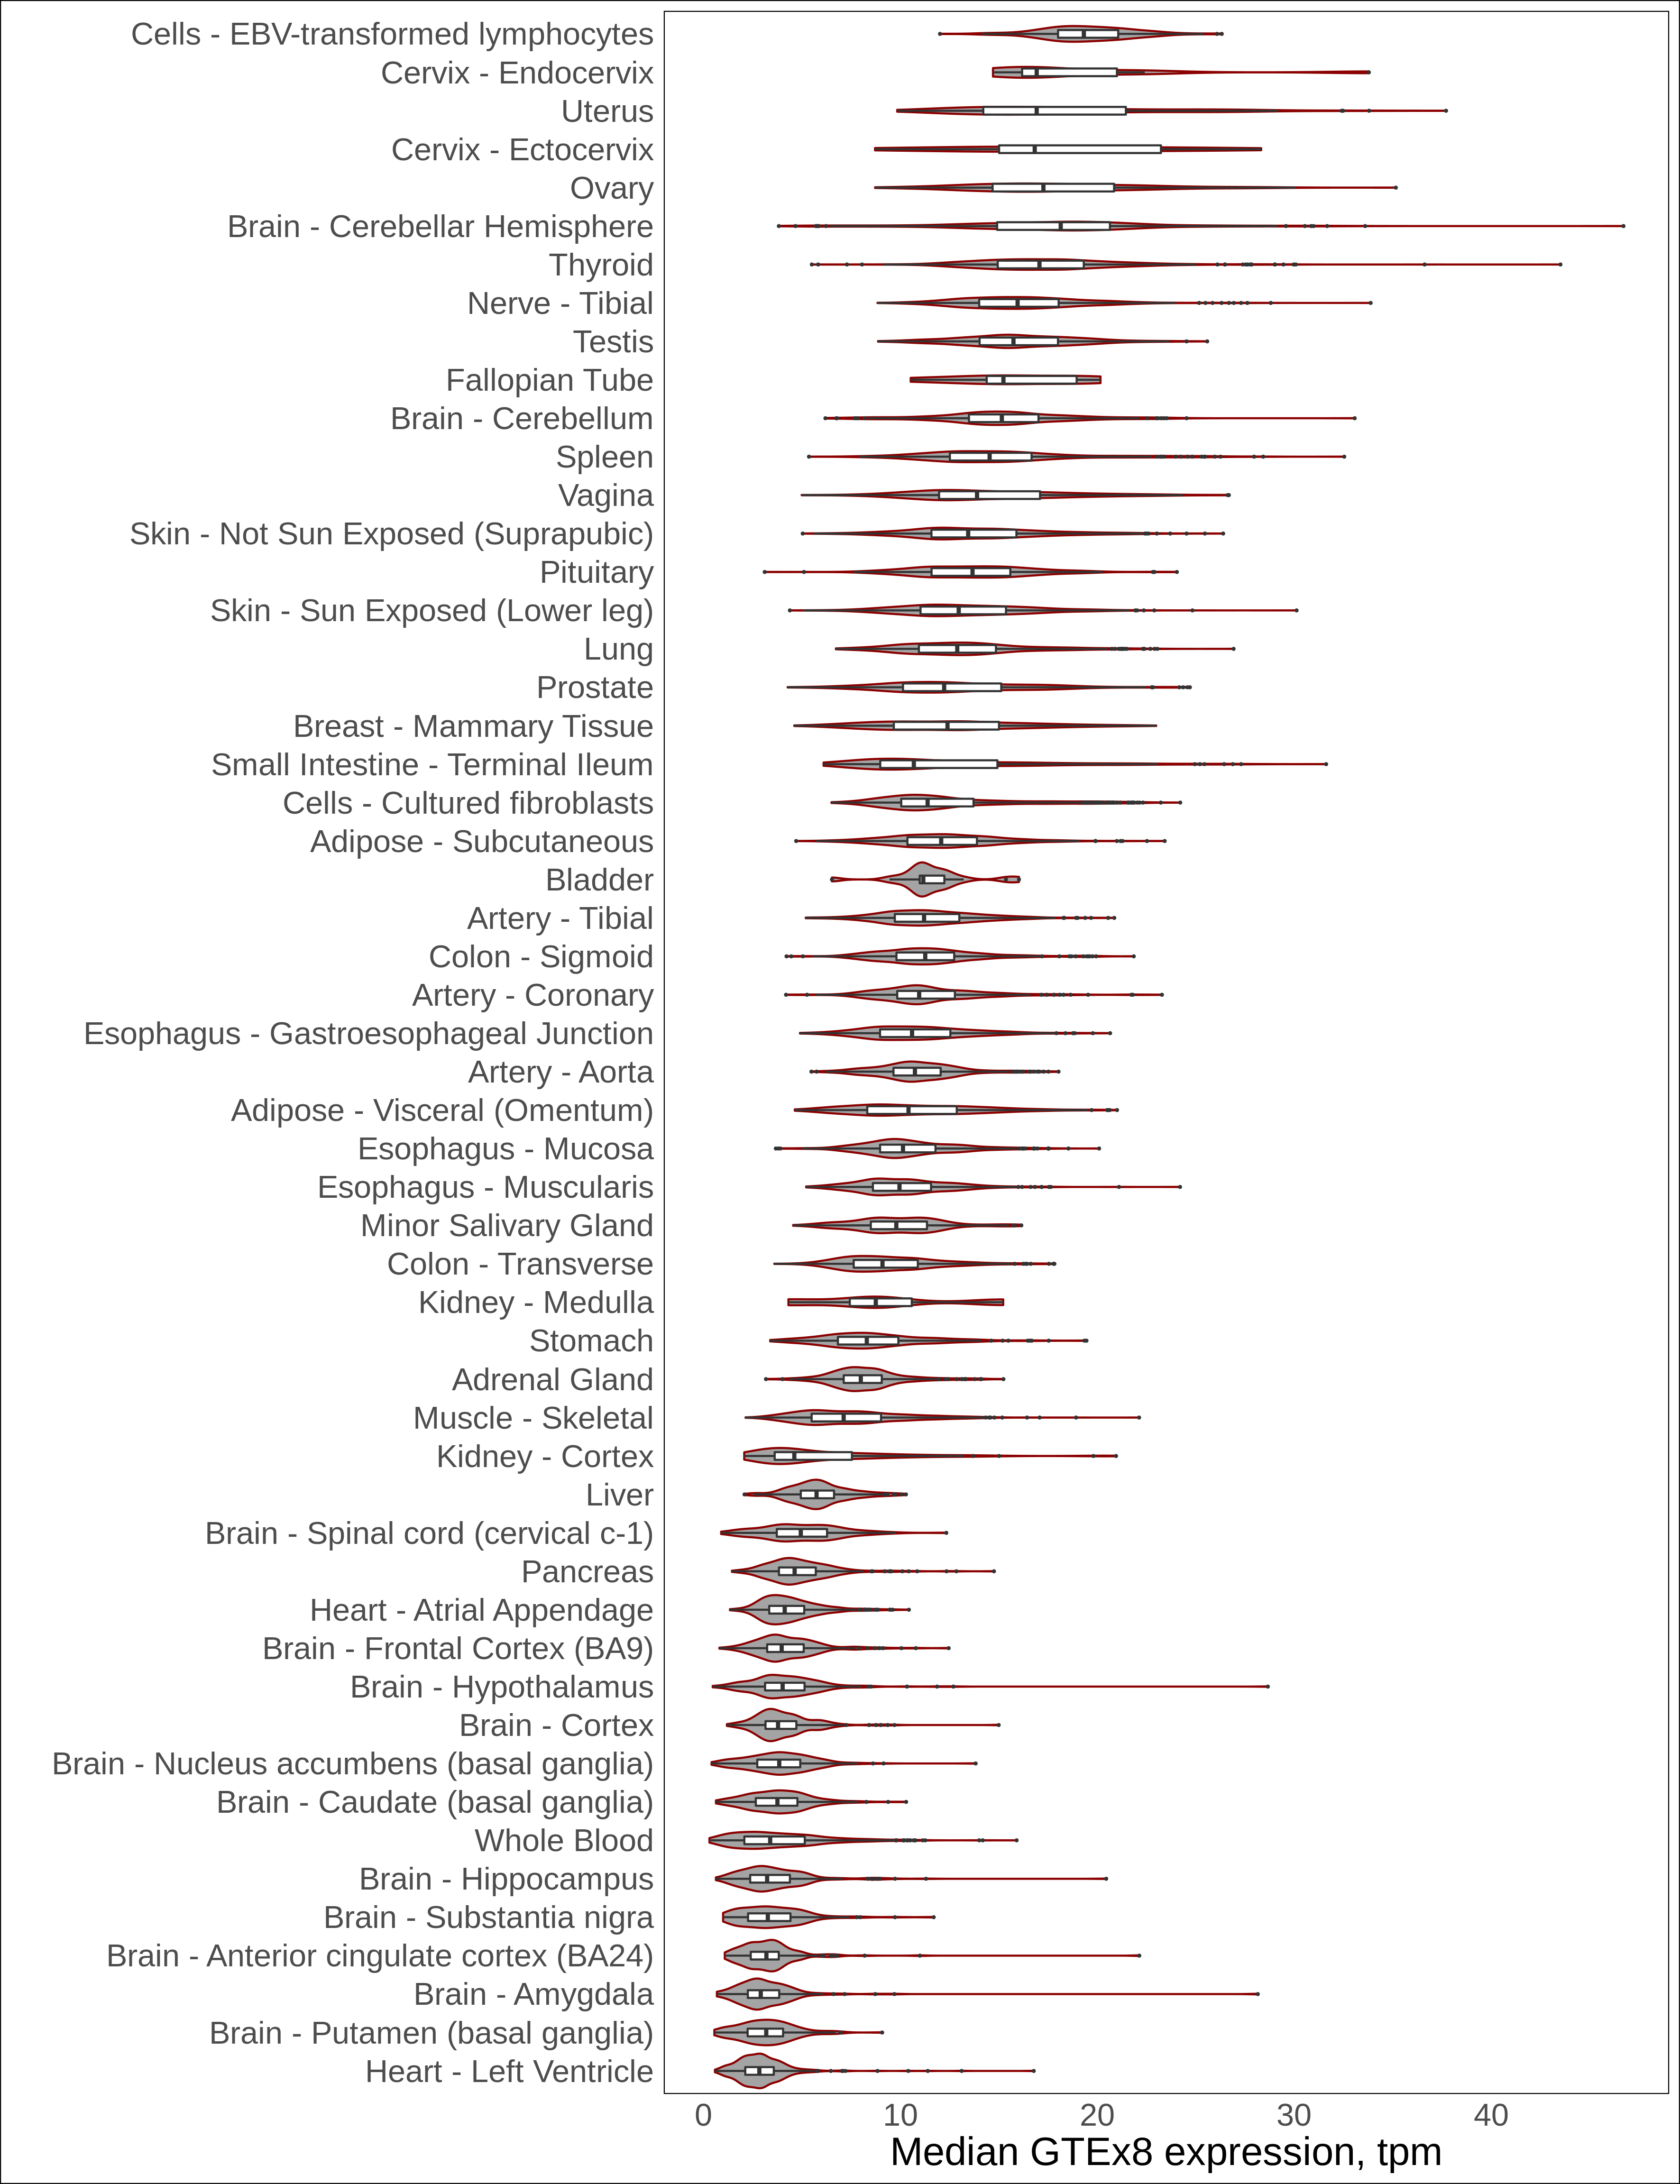 Cells - EBV-transformed lymphocytes
Cervix - Endocervix
Uterus
Cervix - Ectocervix
Ovary
Brain - Cerebellar Hemisphere
Thyroid
Nerve - Tibial
Testis
Fallopian Tube
Brain - Cerebellum
Spleen
Vagina
Skin - Not Sun Exposed (Suprapubic)
Pituitary
Skin - Sun Exposed (Lower leg)
Lung
Prostate
Breast - Mammary Tissue
Small Intestine - Terminal Ileum
Cells - Cultured fibroblasts
Adipose - Subcutaneous
Bladder
Artery - Tibial
Colon - Sigmoid
Artery - Coronary
Esophagus - Gastroesophageal Junction
Artery - Aorta
Adipose - Visceral (Omentum)
Esophagus - Mucosa
Esophagus - Muscularis
Minor Salivary Gland
Colon - Transverse
Kidney - Medulla
Stomach
Adrenal Gland
Muscle - Skeletal
Kidney - Cortex
Liver
Brain - Spinal cord (cervical c-1)
Pancreas
Heart - Atrial Appendage
Brain - Frontal Cortex (BA9)
Brain - Hypothalamus
Brain - Cortex
Brain - Nucleus accumbens (basal ganglia)
Brain - Caudate (basal ganglia)
Whole Blood
Brain - Hippocampus
Brain - Substantia nigra
Brain - Anterior cingulate cortex (BA24)
Brain - Amygdala
Brain - Putamen (basal ganglia)
Heart - Left Ventricle
0 10 20 30 40
Median GTEx8 expression, tpm